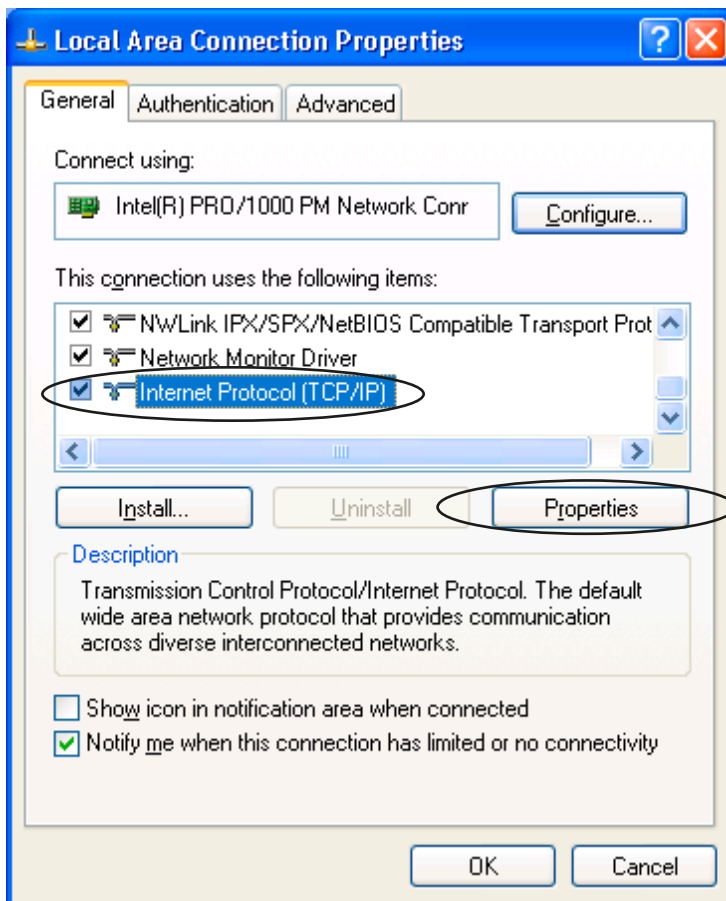 Local Area Connection Properties
General
Authentication
Advanced
Connect using:
Intel(R) PRO/1000 PM Network Conr
Configure...
This connection uses the following items:
NWLink IPX/SPX/NetBIOS Compatible Transport Prot
Network Monitor Driver
Internet Protocol (TCP/IP)
Install...
Uninstall
Properties
Description
Transmission Control Protocol/Internet Protocol. The default
wide area network protocol that provides communication
across diverse interconnected networks.
Show icon in notification area when connected
Notify me when this connection has limited or no connectivity
OK
Cancel